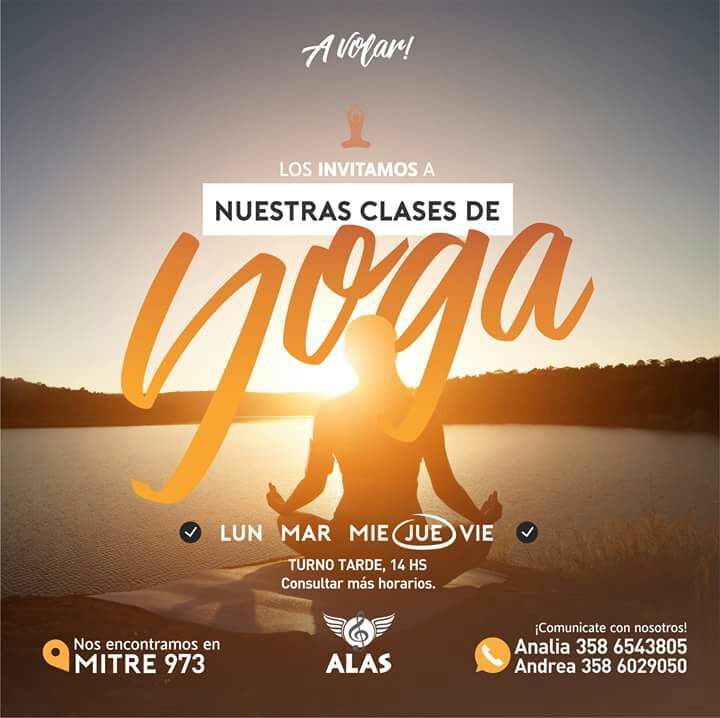 A volar!
LOS INVITAMOS A
NUESTRAS CLASES DE
yoga
LUN MAR MIE JUE VIE
TURNO TARDE, 14 HS
Consultar más horarios.
Nos encontramos en
MITRE 973
ALAS
¡Comunicate con nosotros!
Analia 358 6543805
Andrea 358 6029050